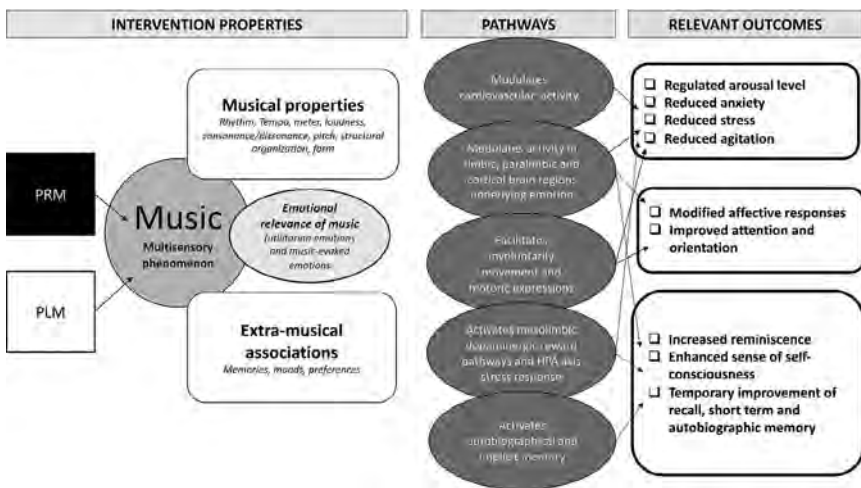 INTERVENTION PROPERTIES
PATHWAYS
RELEVANT OUTCOMES
PRM
PLM
Music
Multisensory
phenomenon
Musical properties
Rhythm, Tempo, meter, loudness,
consonance/dissonance, pitch, structural
organization, form
Emotional
relevance of music
(utilitarian emotions
and music-evoked
emotions)
Extra-musical
associations
Memories, moods, preferences
Modulates
cardiovascular activity
Modulates activity in
limbic, paralimbic and
cortical brain regions
underlying emotion
Facilitates
involuntarily
movement and
motoric expressions
Activates mesolimbic
dopaminergic reward
pathways and HPA axis
stress response
Activates
autobiographical and
implicit memory
Regulated arousal level
Reduced anxiety
Reduced stress
Reduced agitation
Modified affective responses
Improved attention and
orientation
Increased reminiscence
Enhanced sense of self-
consciousness
Temporary improvement of
recall, short term and
autobiographic memory